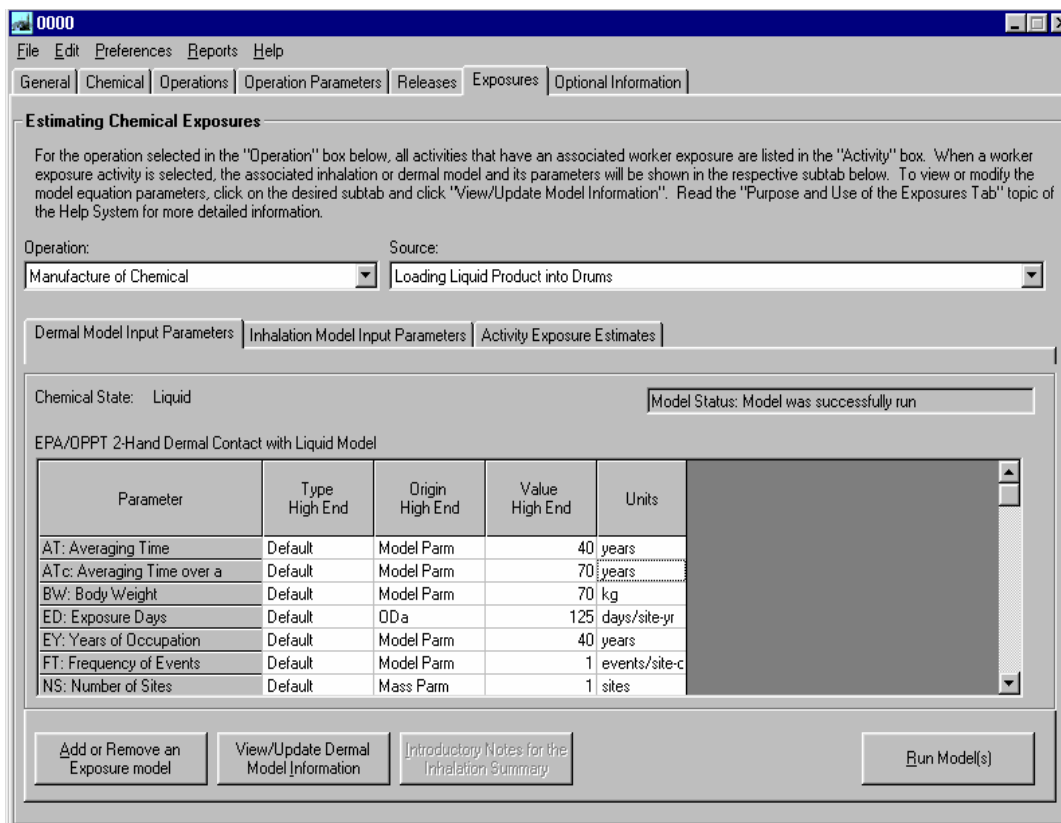 0000
File Edit Preferences Reports Help
General Chemical Operations Operation Parameters Releases Exposures Optional Information
Estimating Chemical Exposures
For the operation selected in the "Operation" box below, all activities that have an associated worker exposure are listed in the "Activity" box. When a worker
exposure activity is selected, the associated inhalation or dermal model and its parameters will be shown in the respective subtab below. To view or modify the
model equation parameters, click on the desired subtab and click "View/Update Model Information". Read the "Purpose and Use of the Exposures Tab" topic of
the Help System for more detailed information.
Operation: Source:
Manufacture of Chemical Loading Liquid Product into Drums
Dermal Model Input Parameters Inhalation Model Input Parameters Activity Exposure Estimates
Chemical State: Liquid Model Status: Model was successfully run
EPA/OPPT 2-Hand Dermal Contact with Liquid Model
Parameter Type High End Origin High End Value High End Units
AT: Averaging Time Default Model Parm 40 years
ATc: Averaging Time over a Default Model Parm 70 years
BW: Body Weight Default Model Parm 70 kg
ED: Exposure Days Default ODa 125 days/site-yr
EY: Years of Occupation Default Model Parm 40 years
FT: Frequency of Events Default Model Parm 1 events/site-c
NS: Number of Sites Default Mass Parm 1 sites
Add or Remove an Exposure model View/Update Dermal Model Information Introductory Notes for the Inhalation Summary Run Model(s)